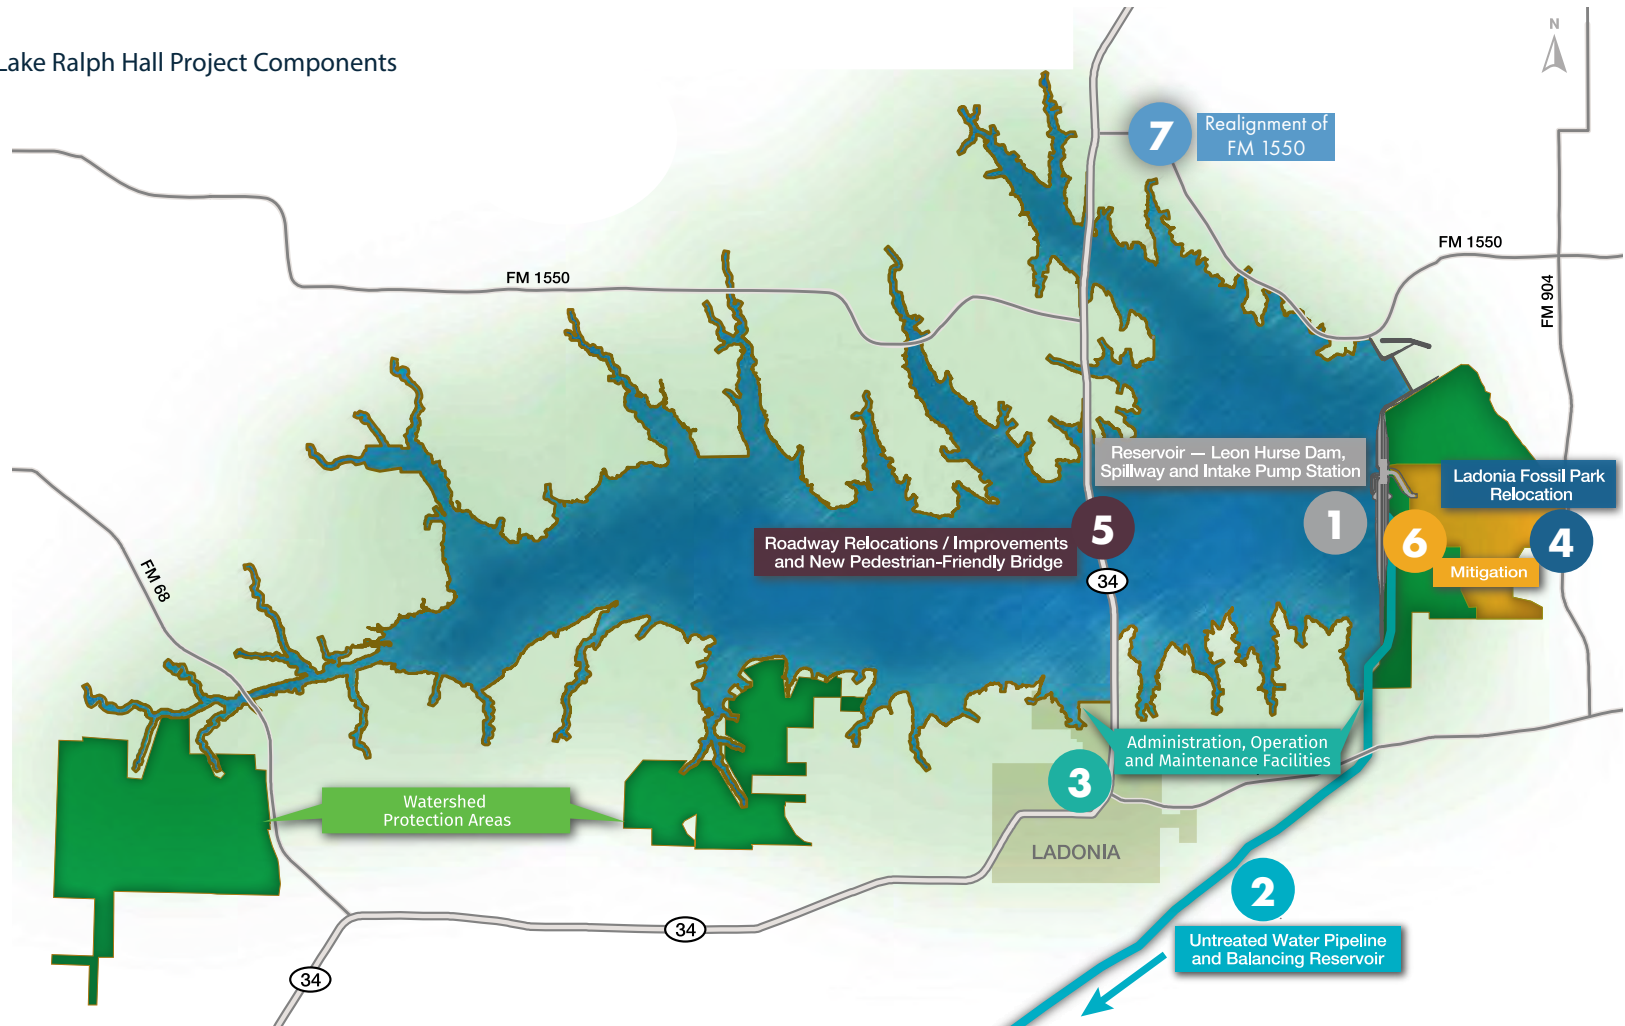 Lake Ralph Hall Project Components
N
7
Realignment of
FM 1550
FM 1550
FM 1550
FM 904
Reservoir — Leon Hurse Dam,
Spillway and Intake Pump Station
1
Ladonia Fossil Park
Relocation
4
5
Roadway Relocations / Improvements
and New Pedestrian-Friendly Bridge
34
6
Mitigation
FM 68
Administration, Operation
and Maintenance Facilities
3
Watershed
Protection Areas
LADONIA
2
34
Untreated Water Pipeline
and Balancing Reservoir
34